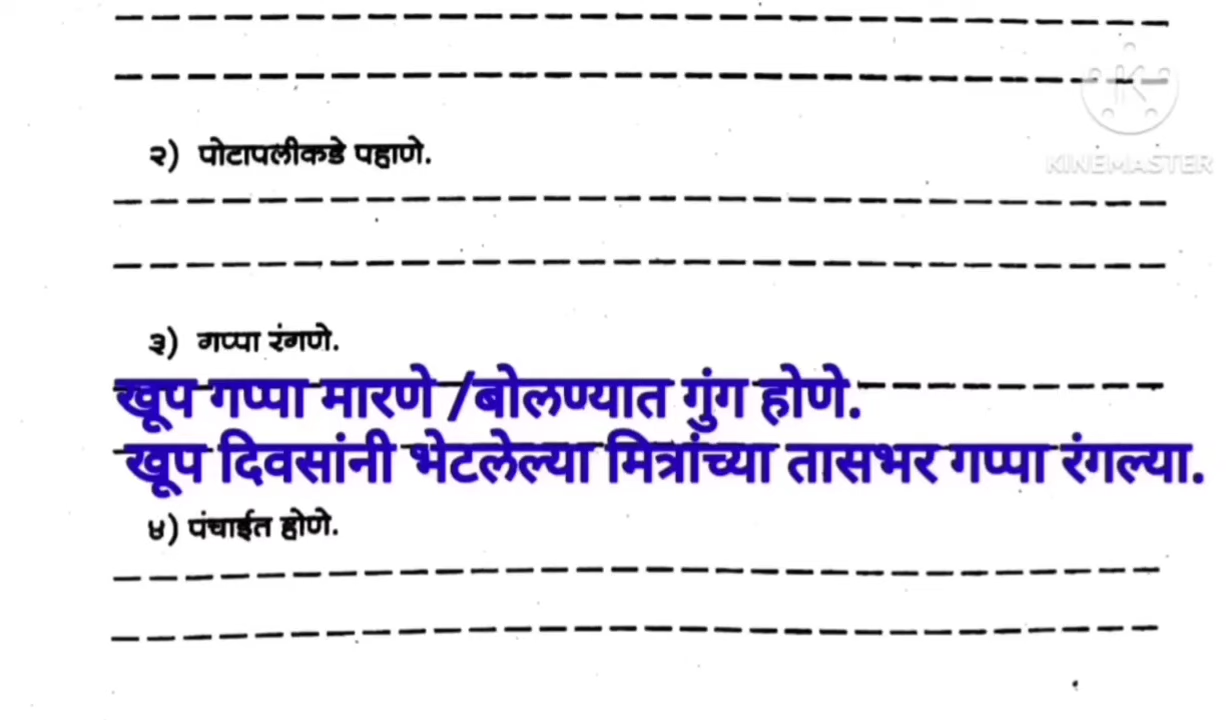 KINEMASTER
२) पोटापलीकडे पहाणे.
३) गप्पा रंगणे.
खूप गप्पा मारणे /बोलण्यात गुंग होणे.
खूप दिवसांनी भेटलेल्या मित्रांच्या तासभर गप्पा रंगल्या.
४) पंचाईत होणे.